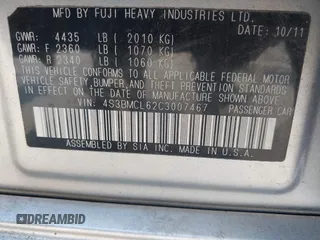 MFD BY FUJI HEAVY INDUSTRIES LTD.
DATE: 10/11
GVWR: 4435 LB ( 2010 KG)
GAWR: F 2360 LB ( 1070 KG)
GAWR: R 2340 LB ( 1060 KG)
THIS VEHICLE CONFORMS TO ALL APPLICABLE FEDERAL MOTOR
VEHICLE SAFETY, BUMPER, AND THEFT PREVENTION STANDARDS
IN EFFECT ON THE DATE OF MANUFACTURE SHOWN ABOVE.
VIN: 4S3BMCL62C3007467
PASSENGER CAR
ASSEMBLED BY SIA INC. MADE IN U.S.A.
DREAMBID